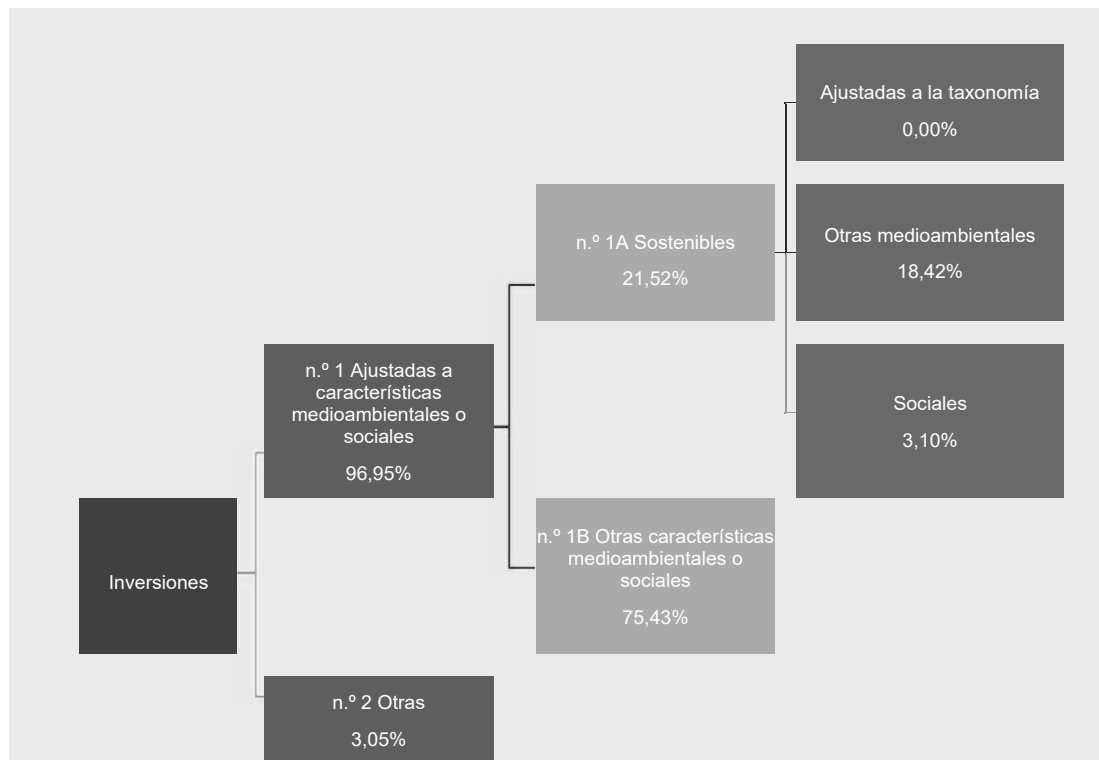 Ajustadas a la taxonomía
0,00%
n.º 1A Sostenibles
21,52%
Otras medioambientales
18,42%
n.º 1 Ajustadas a
características
medioambientales o
sociales
96,95%
Sociales
3,10%
Inversiones
n.º 1B Otras características
medioambientales o
sociales
75,43%
n.º 2 Otras
3,05%